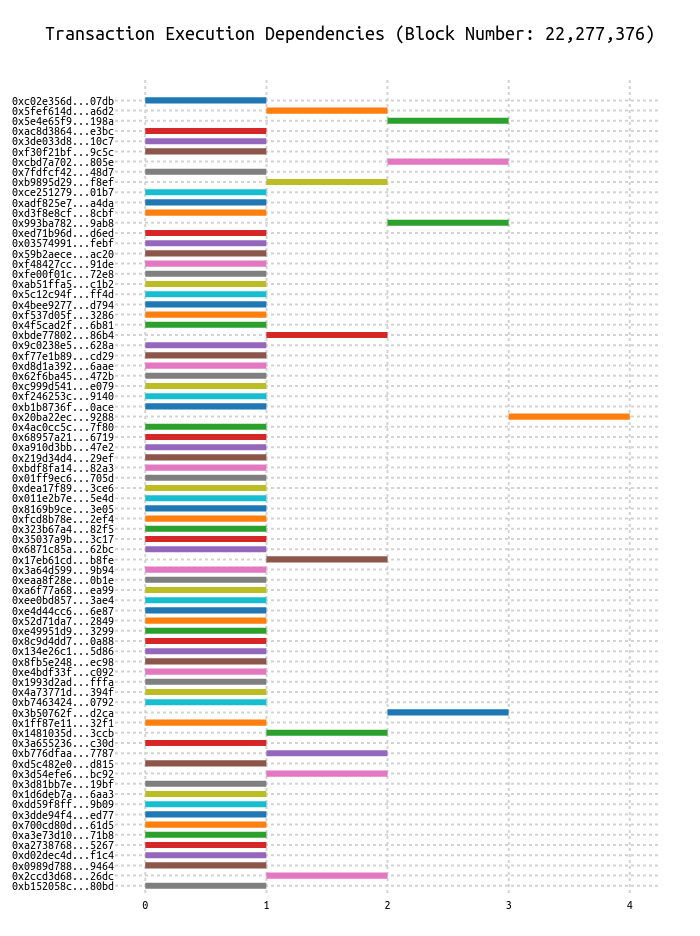 Transaction Execution Dependencies (Block Number: 22,277,376)
0xc02e356d...07db
0x5fef614d...a6d2
0x5e4e65f9...198a
0xac8d3864...e3bc
0x3de033d8...10c7
0xf30f21bf...9c5c
0xcbd7a702...805e
0x7fdfcf42...48d7
0xb9895d29...f8ef
0xce251279...01b7
0xadf825e7...a4da
0xd3f8e8cf...8cbf
0x993ba782...9ab8
0xed71b96d...d6ed
0x03574991...febf
0x59b2aece...ac20
0xf48427cc...91de
0xfe00f01c...72e8
0xab51ffa5...c1b2
0x5c12c94f...ff4d
0x4bee9277...d794
0xf537d05f...3286
0x4f5cad2f...6b81
0xbde77802...86b4
0x9c0238e5...628a
0xf77e1b89...cd29
0xd8d1a392...6aae
0x62f6ba45...472b
0xc999d541...e079
0xf246253c...9140
0xb1b8736f...0ace
0x20ba22ec...9288
0x4ac0cc5c...7f80
0x68957a21...6719
0xa910d3bb...47e2
0x219d34d4...29ef
0xbdf8fa14...82a3
0x01ff9ec6...705d
0xdea17f89...3ce6
0x011e2b7e...5e4d
0x8169b9ce...3e05
0xfcd8b78e...2ef4
0x323b67a4...82f5
0x35037a9b...3c17
0x6871c85a...62bc
0x17eb61cd...b8fe
0x3a64d599...9b94
0xeaa8f28e...0b1e
0xa6f77a68...ea99
0xee0bd857...3ae4
0xe4d44cc6...6e87
0x52d71da7...2849
0xe49951d9...3299
0x8c9d4dd7...0a88
0x134e26c1...5d86
0x8fb5e248...ec98
0xe4bdf33f...c092
0x1993d2ad...fffa
0x4a73771d...394f
0xb7463424...0792
0x3b50762f...d2ca
0x1ff87e11...32f1
0x1481035d...3ccb
0x3a655236...c30d
0xb776dfaa...7787
0xd5c482e0...d815
0x3d54efe6...bc92
0x3d81bb7e...19bf
0x1d6deb7a...6aa3
0xdd59f8ff...9b09
0x3dde94f4...ed77
0x700cd80d...61d5
0xa3e73d10...71b8
0xa2738768...5267
0xd02dec4d...f1c4
0x0989d788...9464
0x2ccd3d68...26dc
0xb152058c...80bd
0 1 2 3 4